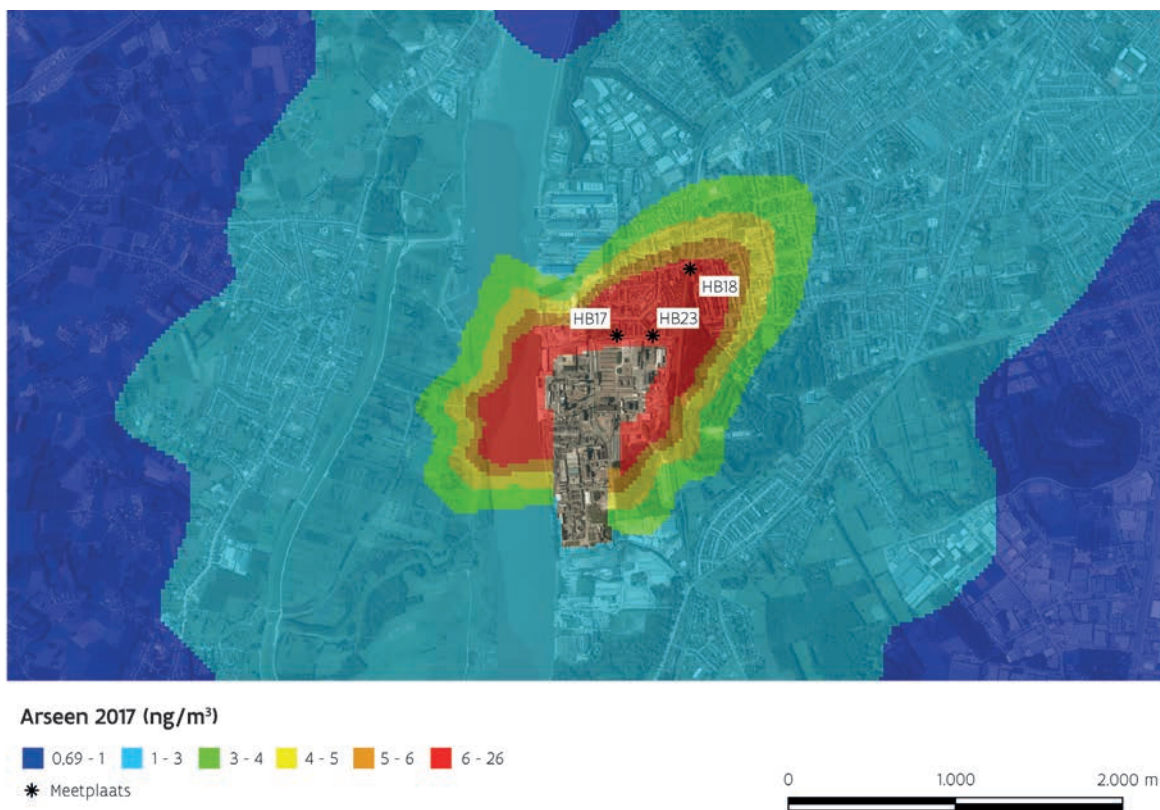 HB18
HB17 HB23
Arseen 2017 (ng/m³)
0,69 - 1 1 - 3 3 - 4 4 - 5 5 - 6 6 - 26
Meetplaats
0 1.000 2.000 m